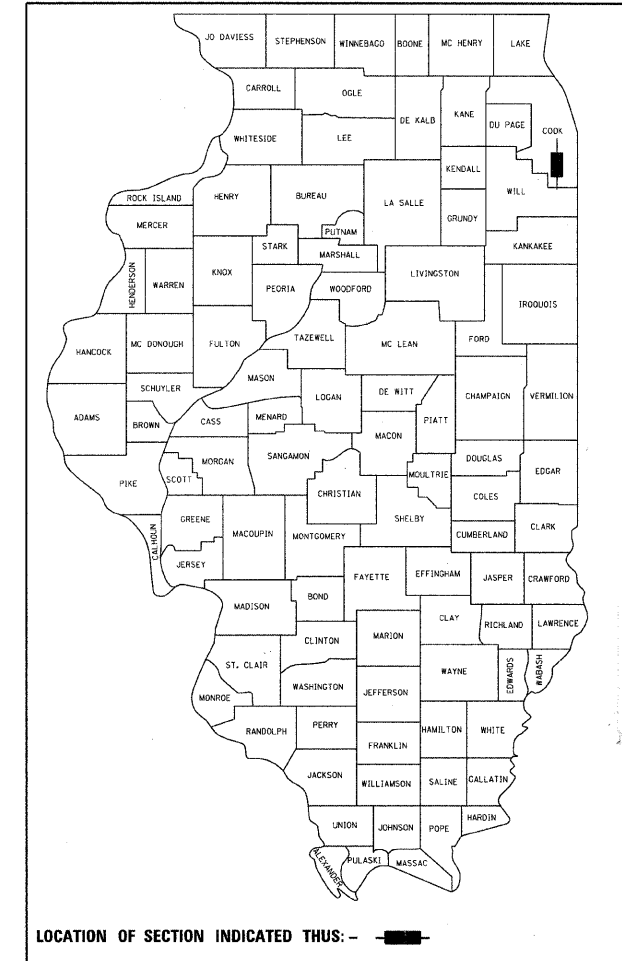 JO DAVIESS STEPHENSON WINNEBAGO BOONE MC HENRY LAKE
CARROLL OGLE DE KALB KANE DU PAGE COOK
WHITESIDE LEE
KENDALL WILL
ROCK ISLAND HENRY BUREAU LA SALLE
MERCER GRUNDY
PUTNAM
STARK MARSHALL KANKAKEE
HENDERSON WARREN KNOX LIVINGSTON
PEORIA WOODFORD IROQUOIS
HANCOCK MC DONOUGH FULTON TAZEWELL MC LEAN FORD
MASON
SCHUYLER LOGAN DE WITT CHAMPAIGN VERMILION
ADAMS BROWN CASS MENARD PIATT
MACON
SANGAMON DOUGLAS
MORGAN MOULTRIE EDGAR
PIKE SCOTT CHRISTIAN COLES
GREENE SHELBY
CALHOUN MACOUPIN MONTGOMERY CUMBERLAND CLARK
JERSEY
FAYETTE EFFINGHAM JASPER CRAWFORD
MADISON BOND
CLAY RICHLAND LAWRENCE
CLINTON MARION
ST. CLAIR WAYNE EDWARDS WABASH
WASHINGTON JEFFERSON
MONROE
RANDOLPH PERRY HAMILTON WHITE
FRANKLIN
JACKSON WILLIAMSON SALINE GALLATIN
UNION JOHNSON POPE HARDIN
ALEXANDER PULASKI MASSAC
LOCATION OF SECTION INDICATED THUS: -